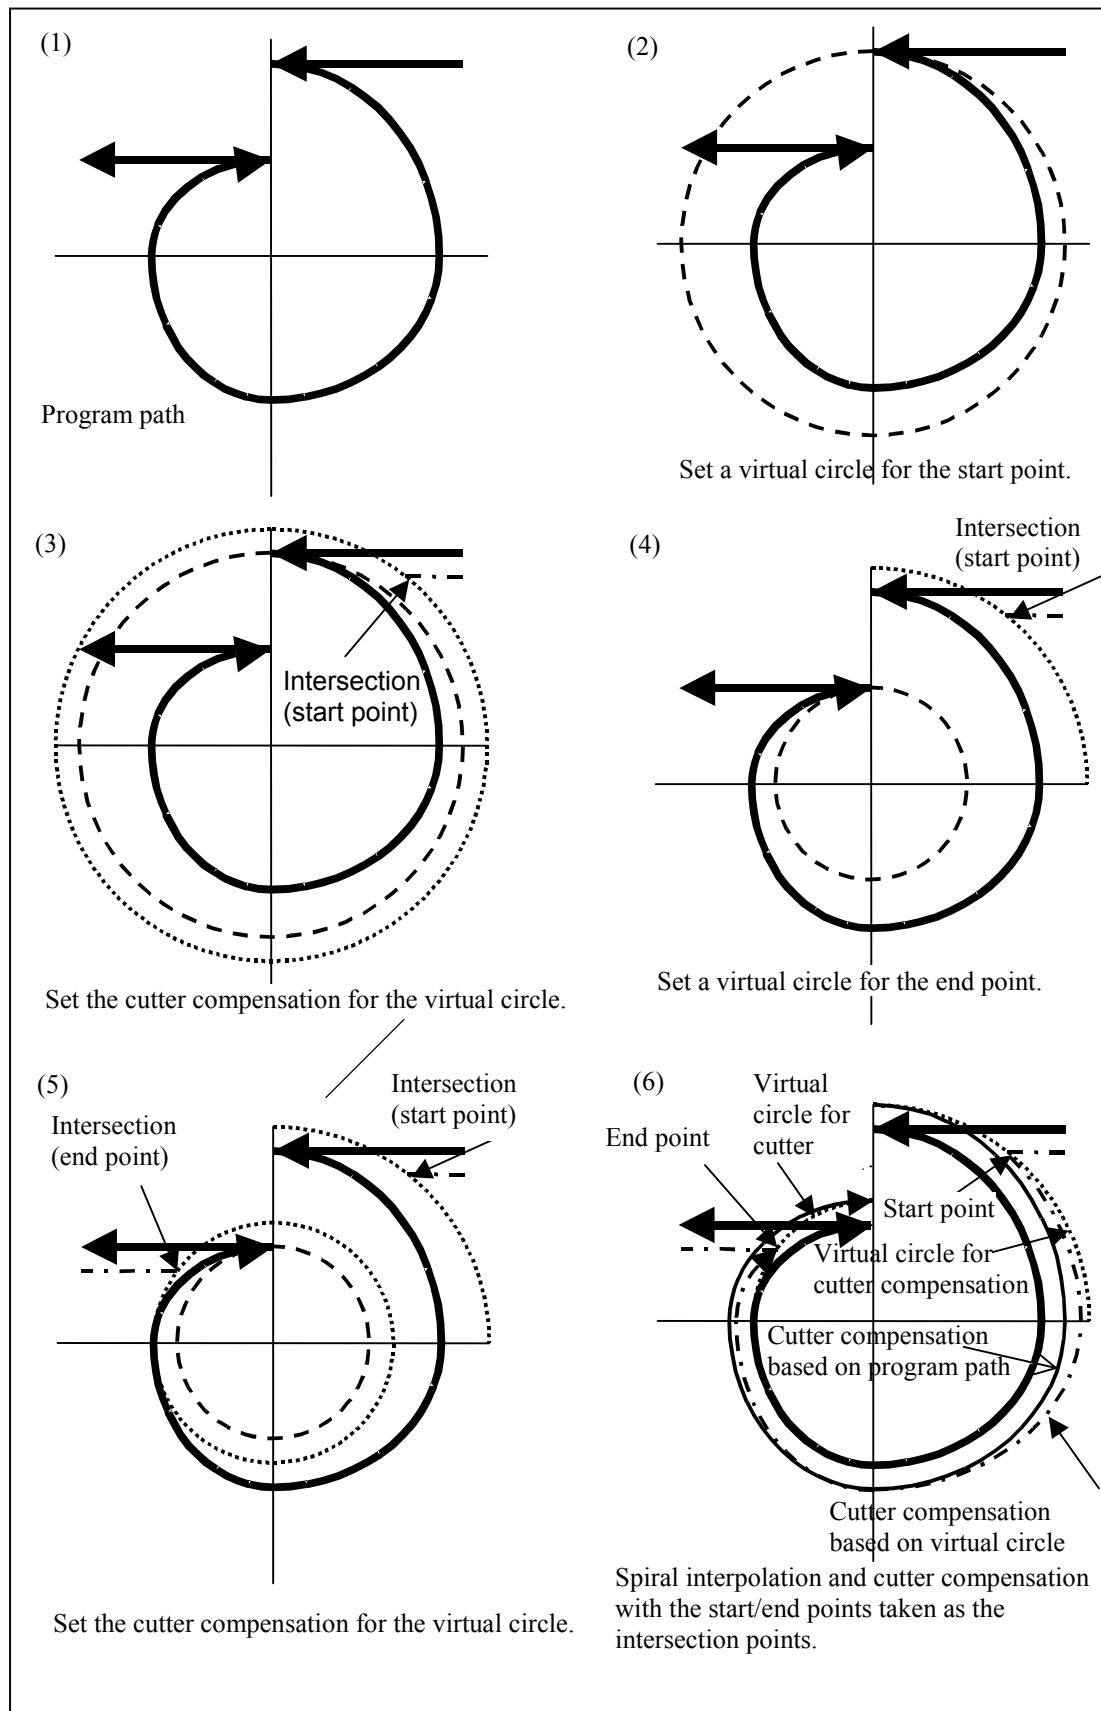 (1)
Program path
(2)
Set a virtual circle for the start point.
(3)
Intersection
(start point)
Set the cutter compensation for the virtual circle.
(4)
Intersection
(start point)
Set a virtual circle for the end point.
(5)
Intersection
(end point)
Intersection
(start point)
Set the cutter compensation for the virtual circle.
(6)
Virtual
circle for
cutter
End point
Start point
Virtual circle for
cutter compensation
Cutter compensation
based on program path
Cutter compensation
based on virtual circle
Spiral interpolation and cutter compensation
with the start/end points taken as the
intersection points.